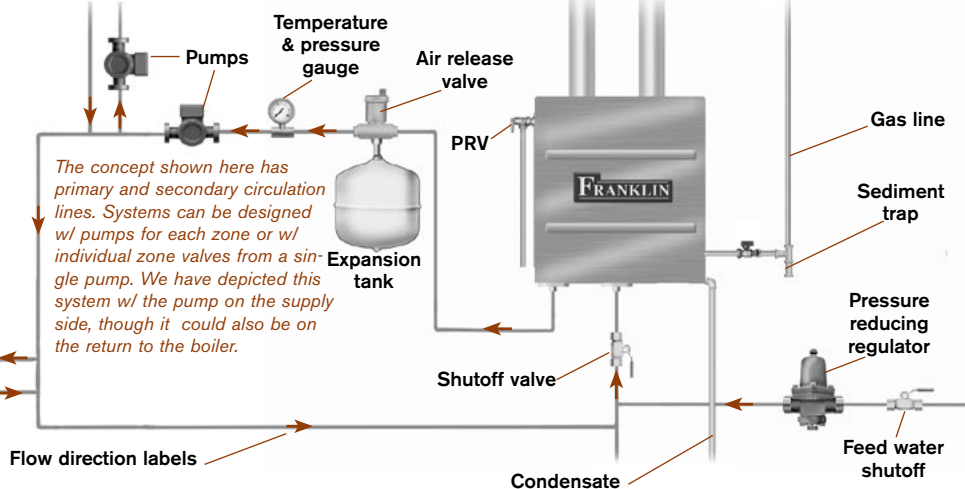 Temperature
& pressure
gauge
Pumps
Air release
valve
PRV
Gas line
The concept shown here has
primary and secondary circulation
lines. Systems can be designed
w/ pumps for each zone or w/
individual zone valves from a sin-
gle pump. We have depicted this
system w/ the pump on the supply
side, though it could also be on
the return to the boiler.
FRANKLIN
Sediment
trap
Expansion
tank
Pressure
reducing
regulator
Shutoff valve
Flow direction labels
Condensate
Feed water
shutoff